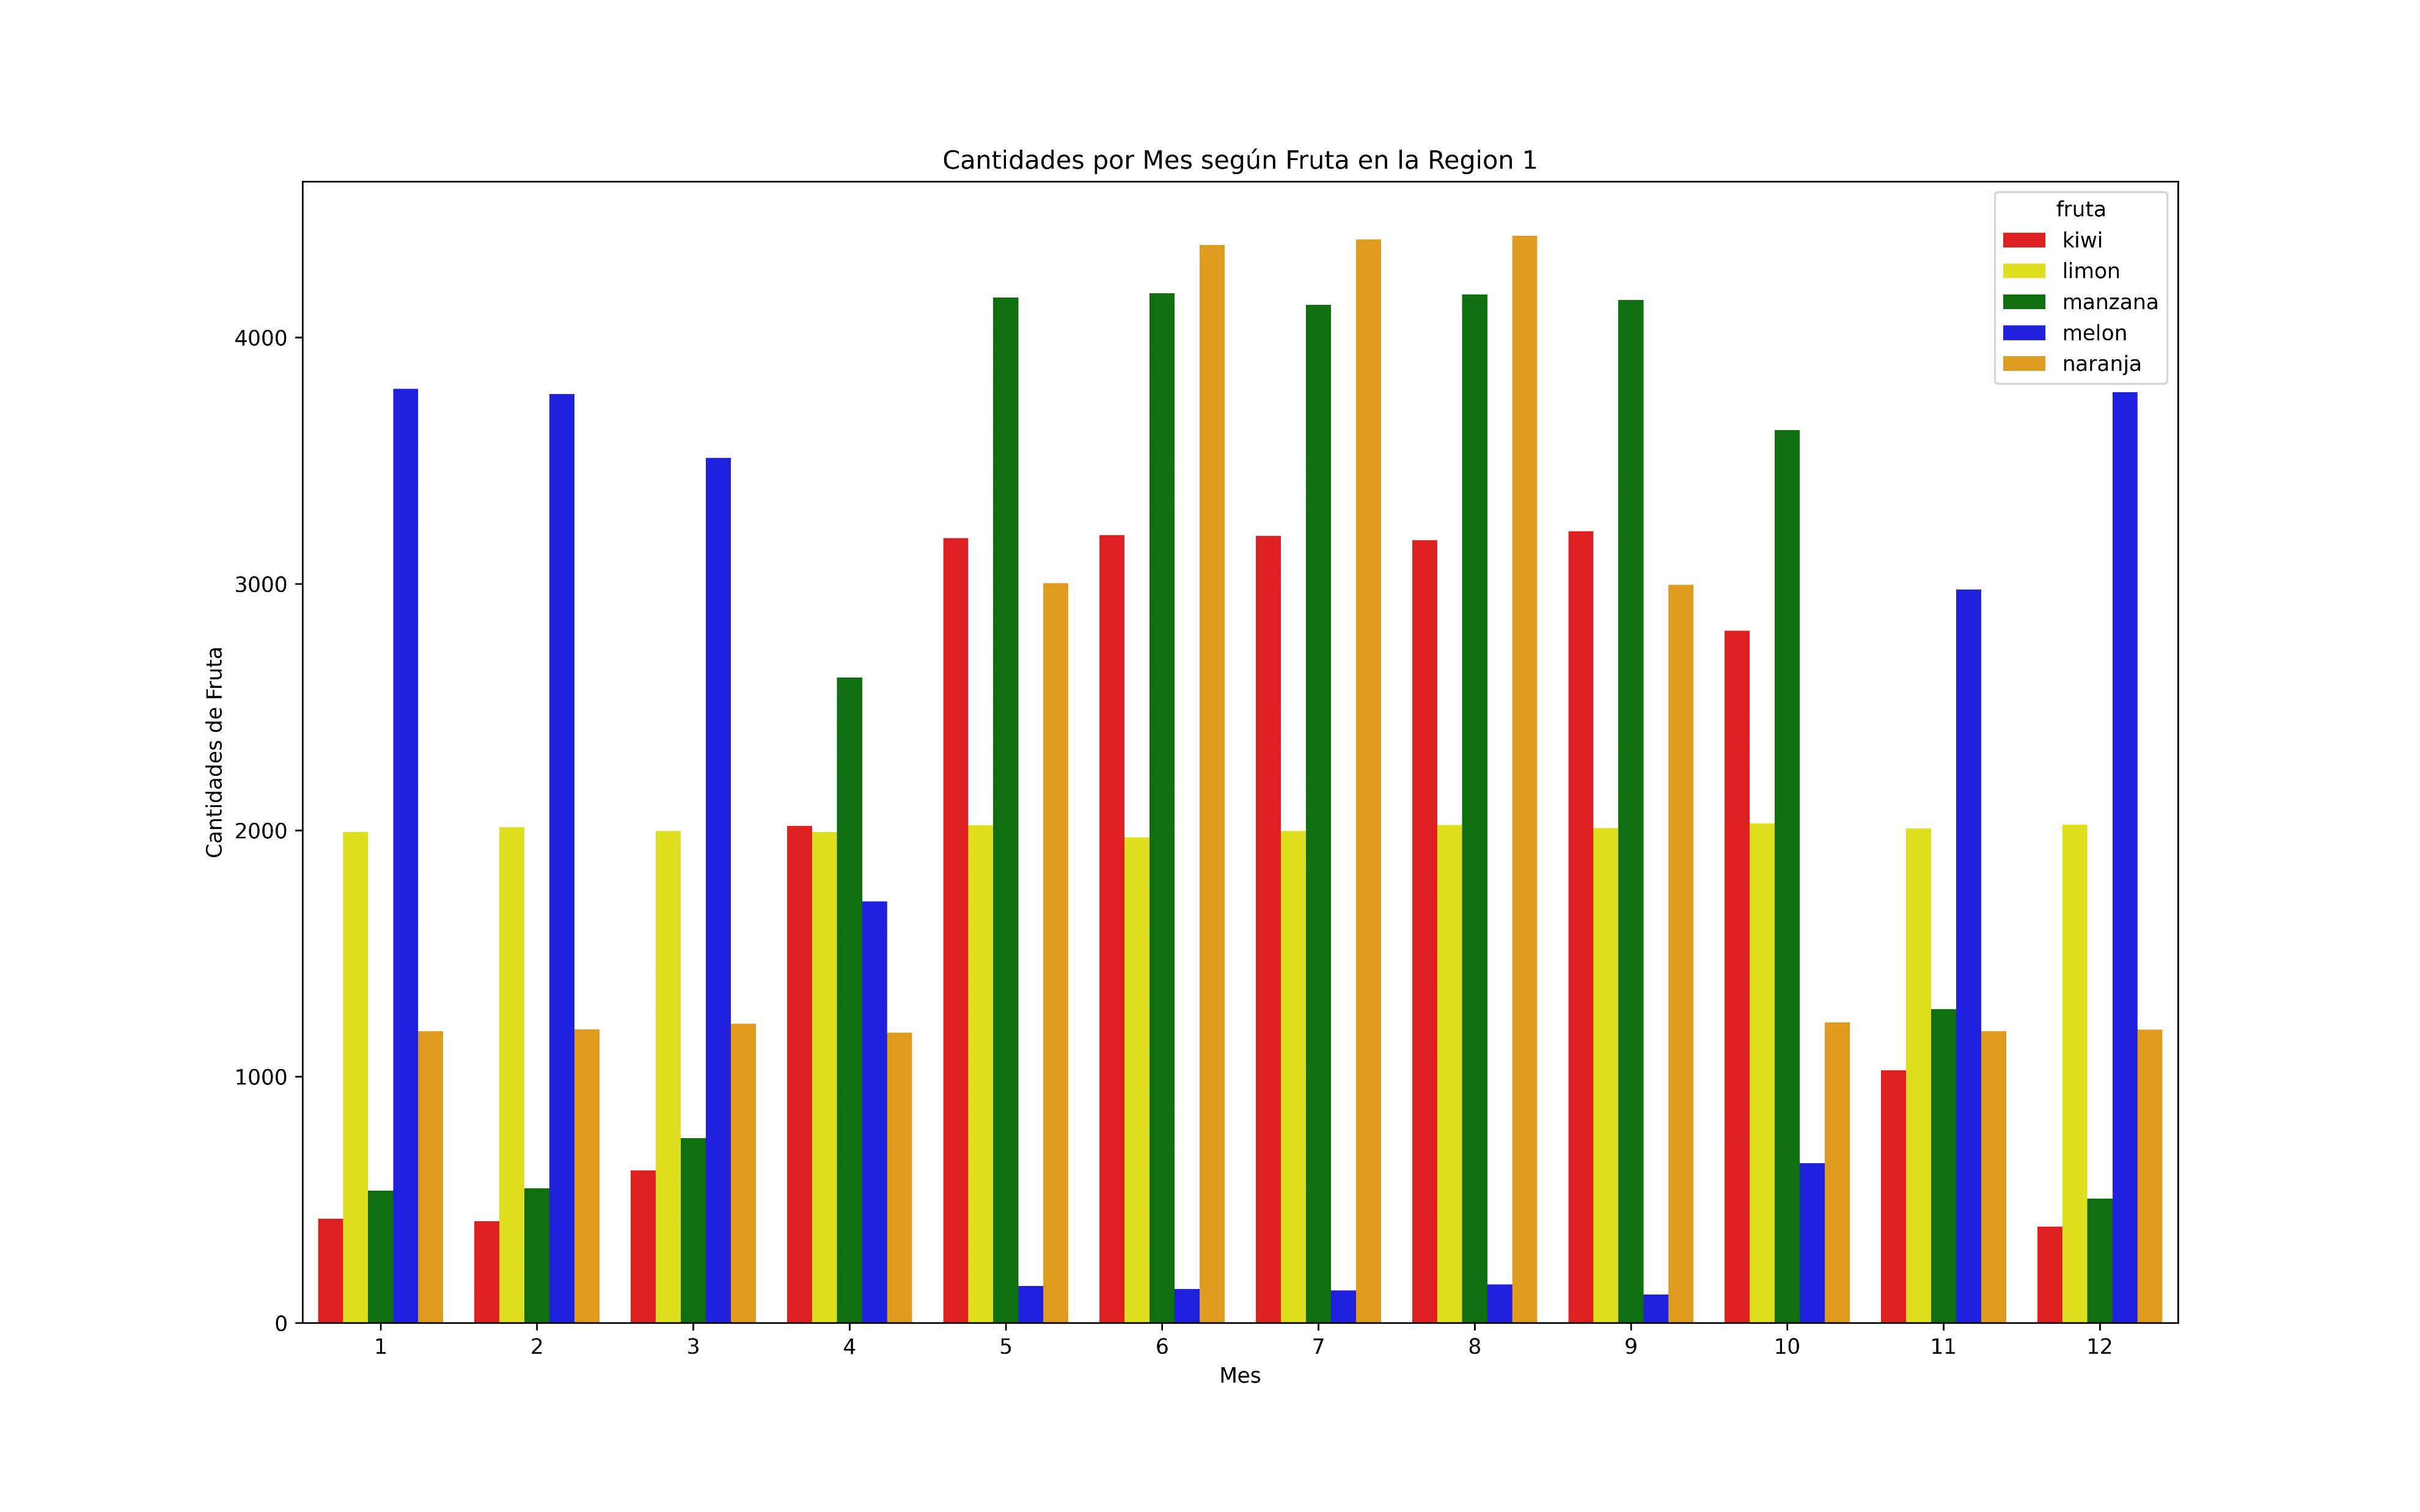 Cantidades por Mes según Fruta en la Region 1
fruta
kiwi
limon
manzana
melon
naranja
Cantidades de Fruta
4000
3000
2000
1000
0
1 2 3 4 5 6 7 8 9 10 11 12
Mes